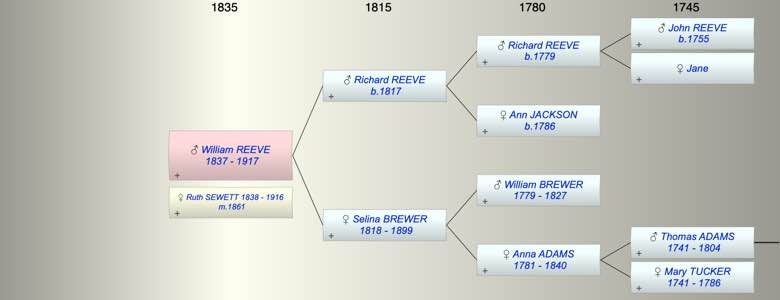 1835
1815
1780
1745
♂ William REEVE
1837 - 1917
+
♀ Ruth SEWETT 1838 - 1916
m.1861
+
♂ Richard REEVE
b.1817
+
♀ Selina BREWER
1818 - 1899
+
♂ Richard REEVE
b.1779
+
♀ Ann JACKSON
b.1786
+
♂ William BREWER
1779 - 1827
+
♀ Anna ADAMS
1781 - 1840
+
♂ John REEVE
b.1755
+
♀ Jane
+
♂ Thomas ADAMS
1741 - 1804
+
♀ Mary TUCKER
1741 - 1786
+